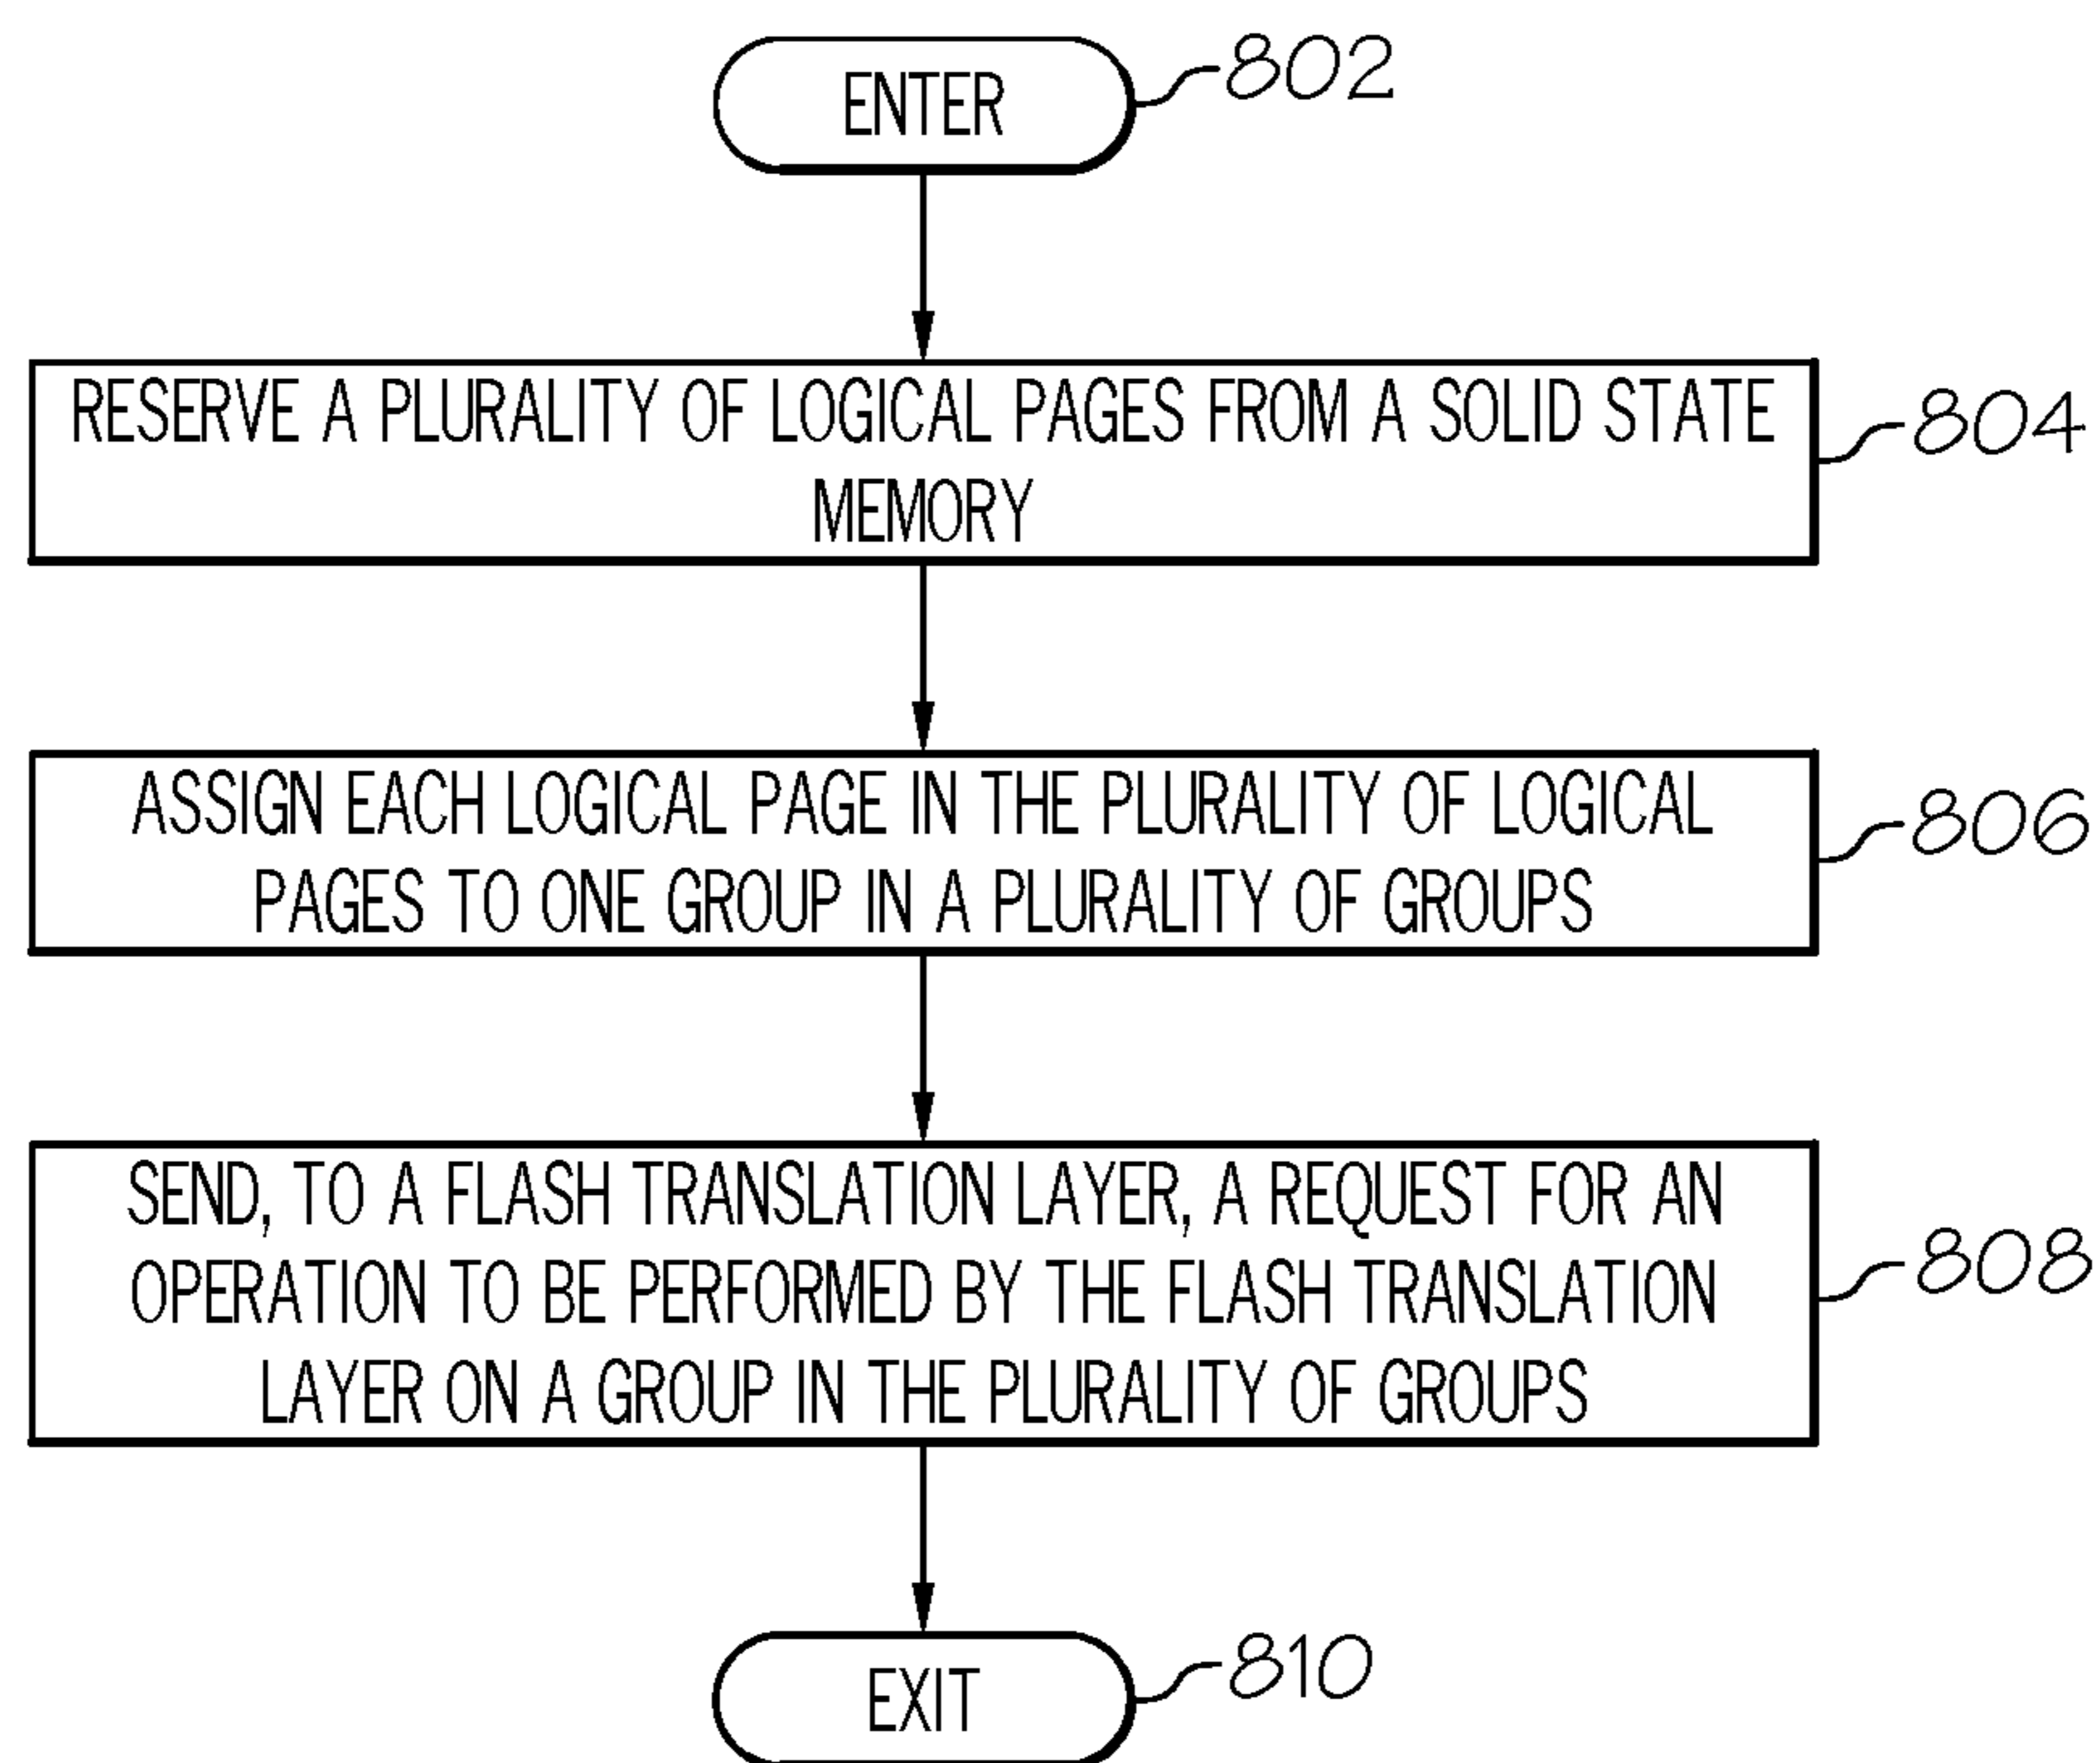 ENTER
802
RESERVE A PLURALITY OF LOGICAL PAGES FROM A SOLID STATE
MEMORY
804
ASSIGN EACH LOGICAL PAGE IN THE PLURALITY OF LOGICAL
PAGES TO ONE GROUP IN A PLURALITY OF GROUPS
806
SEND, TO A FLASH TRANSLATION LAYER, A REQUEST FOR AN
OPERATION TO BE PERFORMED BY THE FLASH TRANSLATION
LAYER ON A GROUP IN THE PLURALITY OF GROUPS
808
EXIT
810